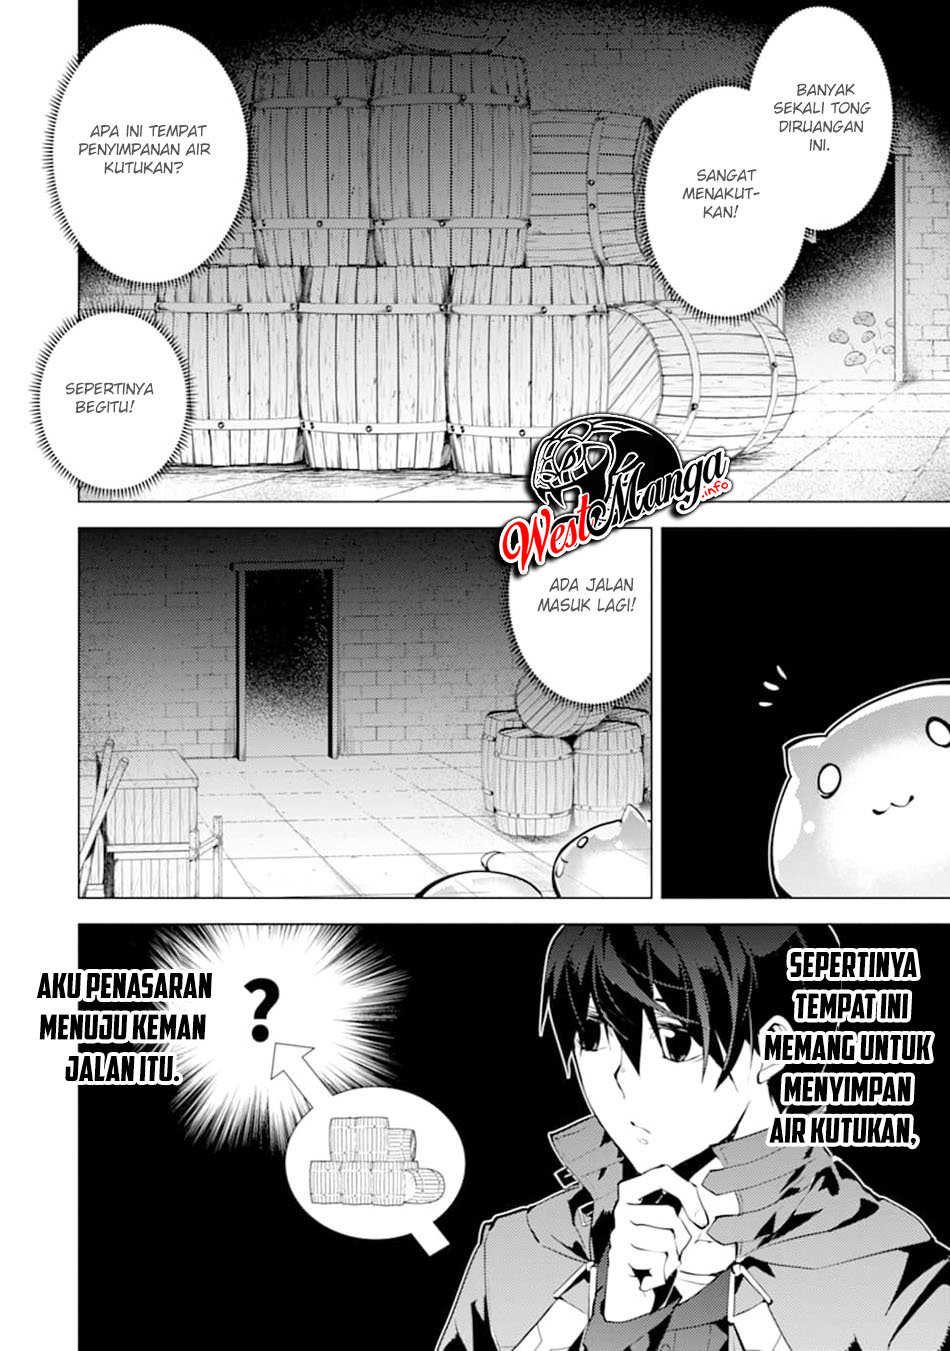 BANYAK
SEKALI TONG
DIRUANGAN
INI.
SANGAT
MENAKUT-
KAN!
APA INI TEMPAT
PENYIMPANAN AIR
KUTUKAN?
SEPERTINYA
BEGITU!
WestManga
.info
ADA JALAN
MASUK LAGI!
SEPERTINYA
TEMPAT INI
MEMANG UNTUK
MENYIMPAN
AIR KUTUKAN,
AKU PENASARAN
MENUJU KEMAN
JALAN ITU.
?